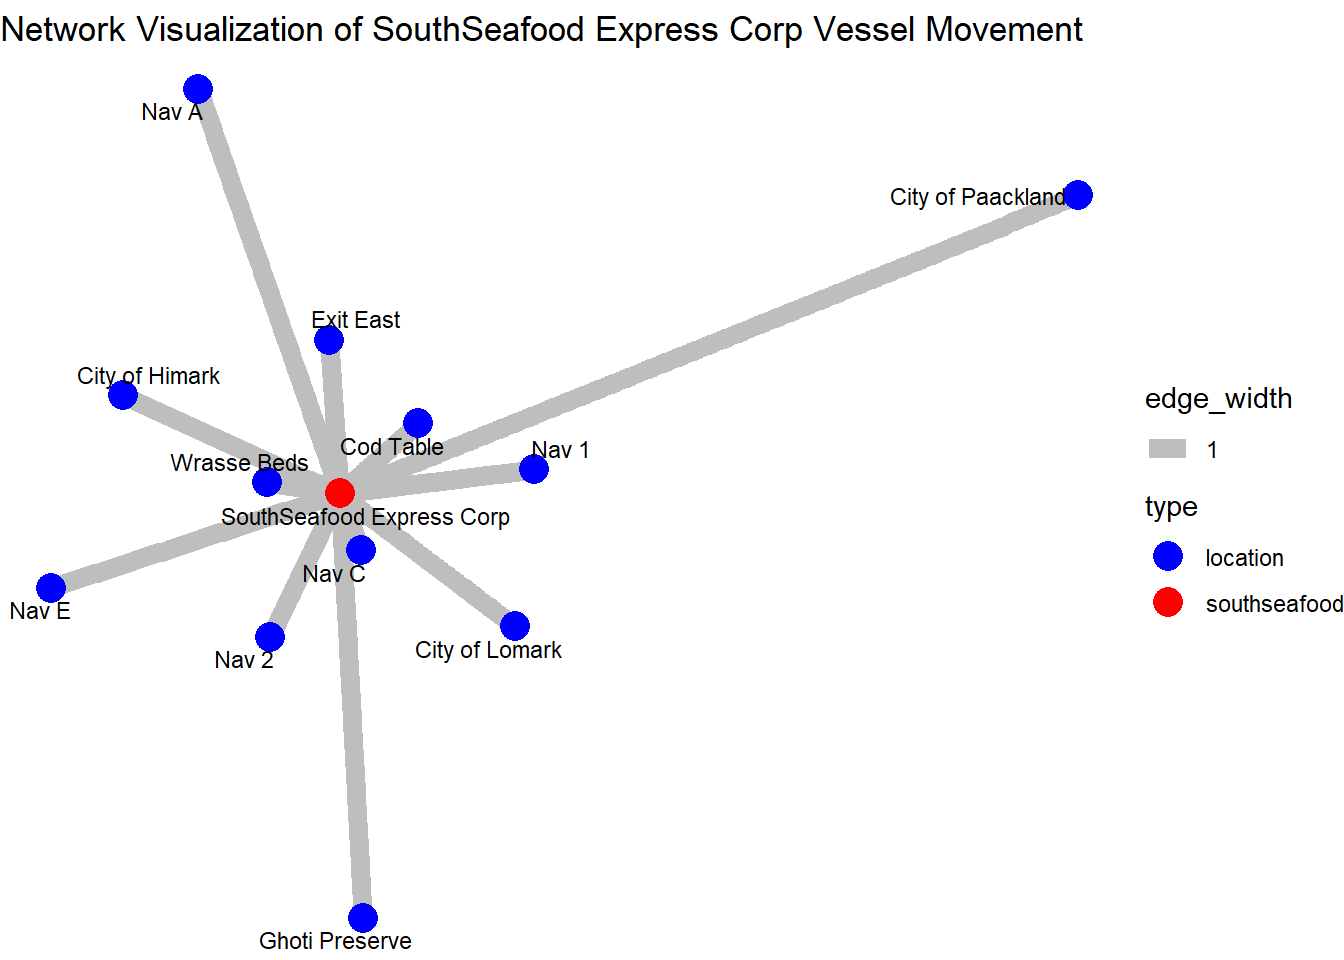 Network Visualization of SouthSeafood Express Corp Vessel Movement
Nav A
City of Paackland
Exit East
City of Himark
Cod Table
Nav 1
Wrasse Beds
SouthSeafood Express Corp
Nav C
Nav E
City of Lomark
Nav 2
Ghoti Preserve
edge_width
1
type
location
southseafood